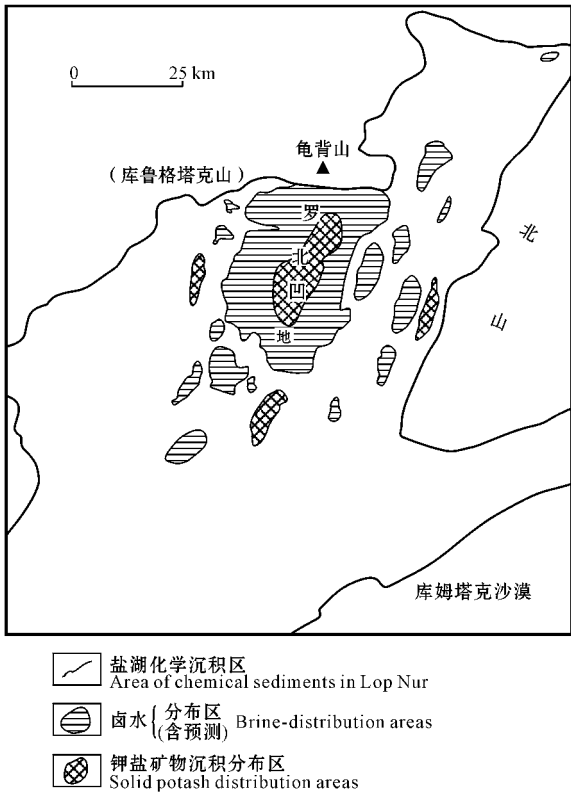 0 25 km
龟背山
(库鲁格塔克山)
罗
北
凹
地
北
山
库姆塔克沙漠
盐湖化学沉积区
Area of chemical sediments in Lop Nur
卤水{分布区(含预测) Brine-distribution areas
钾盐矿物沉积分布区
Solid potash distribution areas